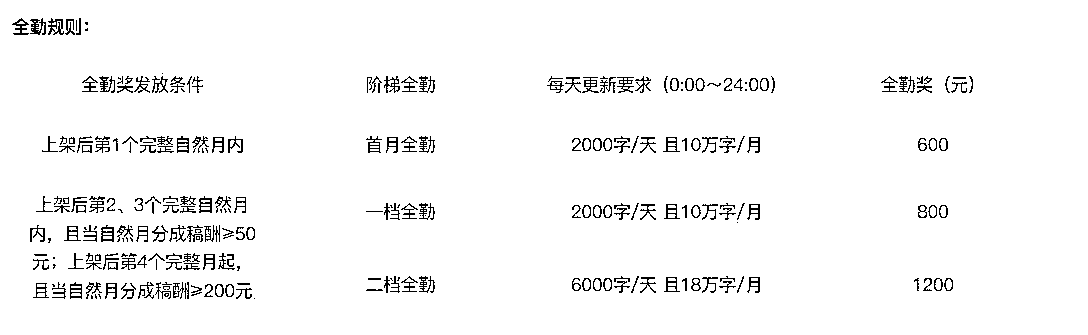 全勤规则：
全勤奖发放条件 阶梯全勤 每天更新要求（0:00～24:00） 全勤奖（元）
上架后第1个完整自然月内 首月全勤 2000字/天 且10万字/月 600
上架后第2、3个完整自然月
内，且当自然月分成稿酬≥50
元；上架后第4个完整月起，
且当自然月分成稿酬≥200元
一档全勤 2000字/天 且10万字/月 800
二档全勤 6000字/天 且18万字/月 1200